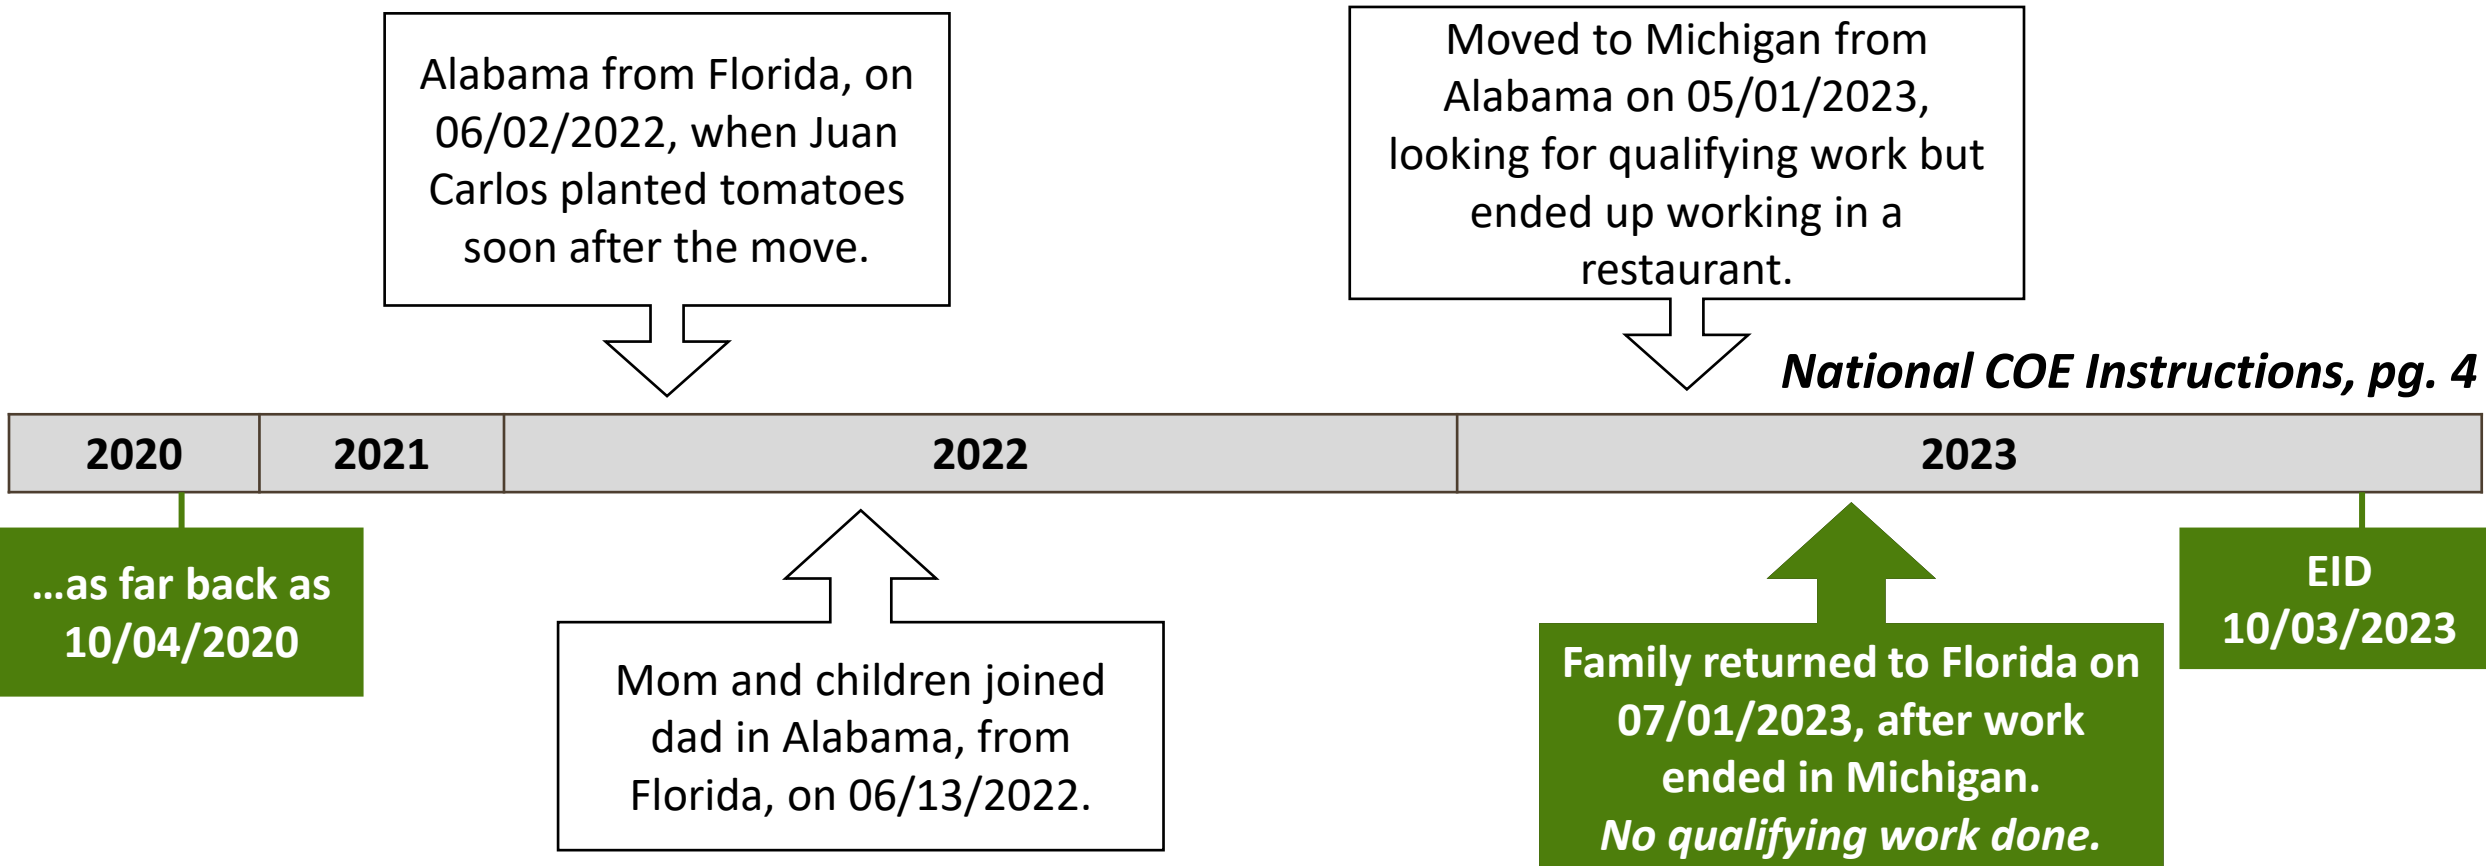 Alabama from Florida, on
06/02/2022, when Juan
Carlos planted tomatoes
soon after the move.
Moved to Michigan from
Alabama on 05/01/2023,
looking for qualifying work but
ended up working in a
restaurant.
National COE Instructions, pg. 4
2020
2021
2022
2023
...as far back as
10/04/2020
Mom and children joined
dad in Alabama, from
Florida, on 06/13/2022.
Family returned to Florida on
07/01/2023, after work
ended in Michigan.
No qualifying work done.
EID
10/03/2023